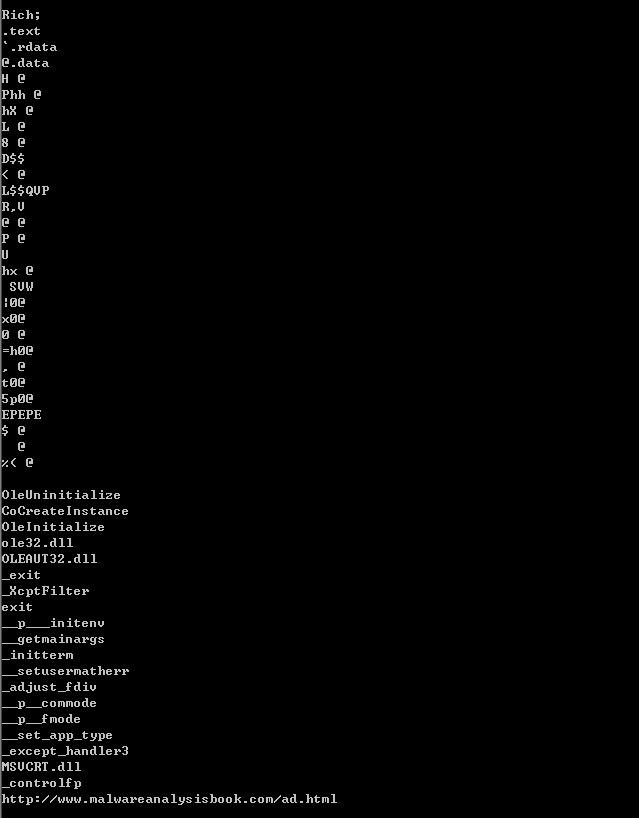 Rich;
.text
`.rdata
@.data
H @
Phh @
hX @
L @
8 @
D$$
< @
L$$QVP
R,V
@ @
P @
U
hx @
SVW
¦0@
x0@
0 @
=h0@
, @
t0@
5p0@
EPEPE
$ @
@
%( @
OleUninitialize
CoCreateInstance
OleInitialize
ole32.dll
OLEAUT32.dll
_exit
_XcptFilter
exit
__p___initenv
__getmainargs
_initterm
__setusermatherr
_adjust_fdiv
__p__commode
__p__fmode
__set_app_type
_except_handler3
MSVCRT.dll
_controlfp
http://www.malwareanalysisbook.com/ad.html